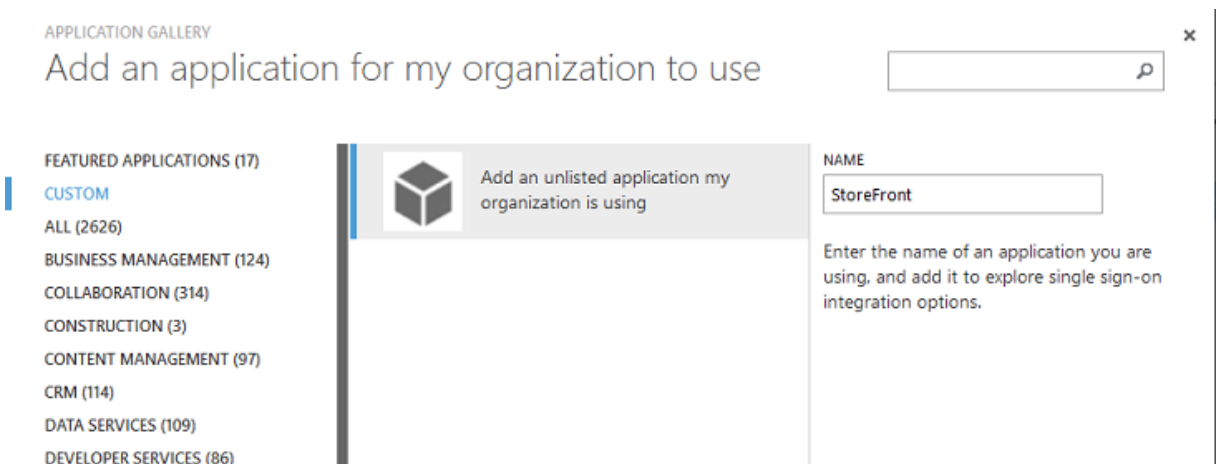 APPLICATION GALLERY
Add an application for my organization to use
FEATURED APPLICATIONS (17)
CUSTOM
ALL (2626)
BUSINESS MANAGEMENT (124)
COLLABORATION (314)
CONSTRUCTION (3)
CONTENT MANAGEMENT (97)
CRM (114)
DATA SERVICES (109)
DEVELOPER SERVICES (86)
Add an unlisted application my
organization is using
NAME
StoreFront
Enter the name of an application you are
using, and add it to explore single sign-on
integration options.